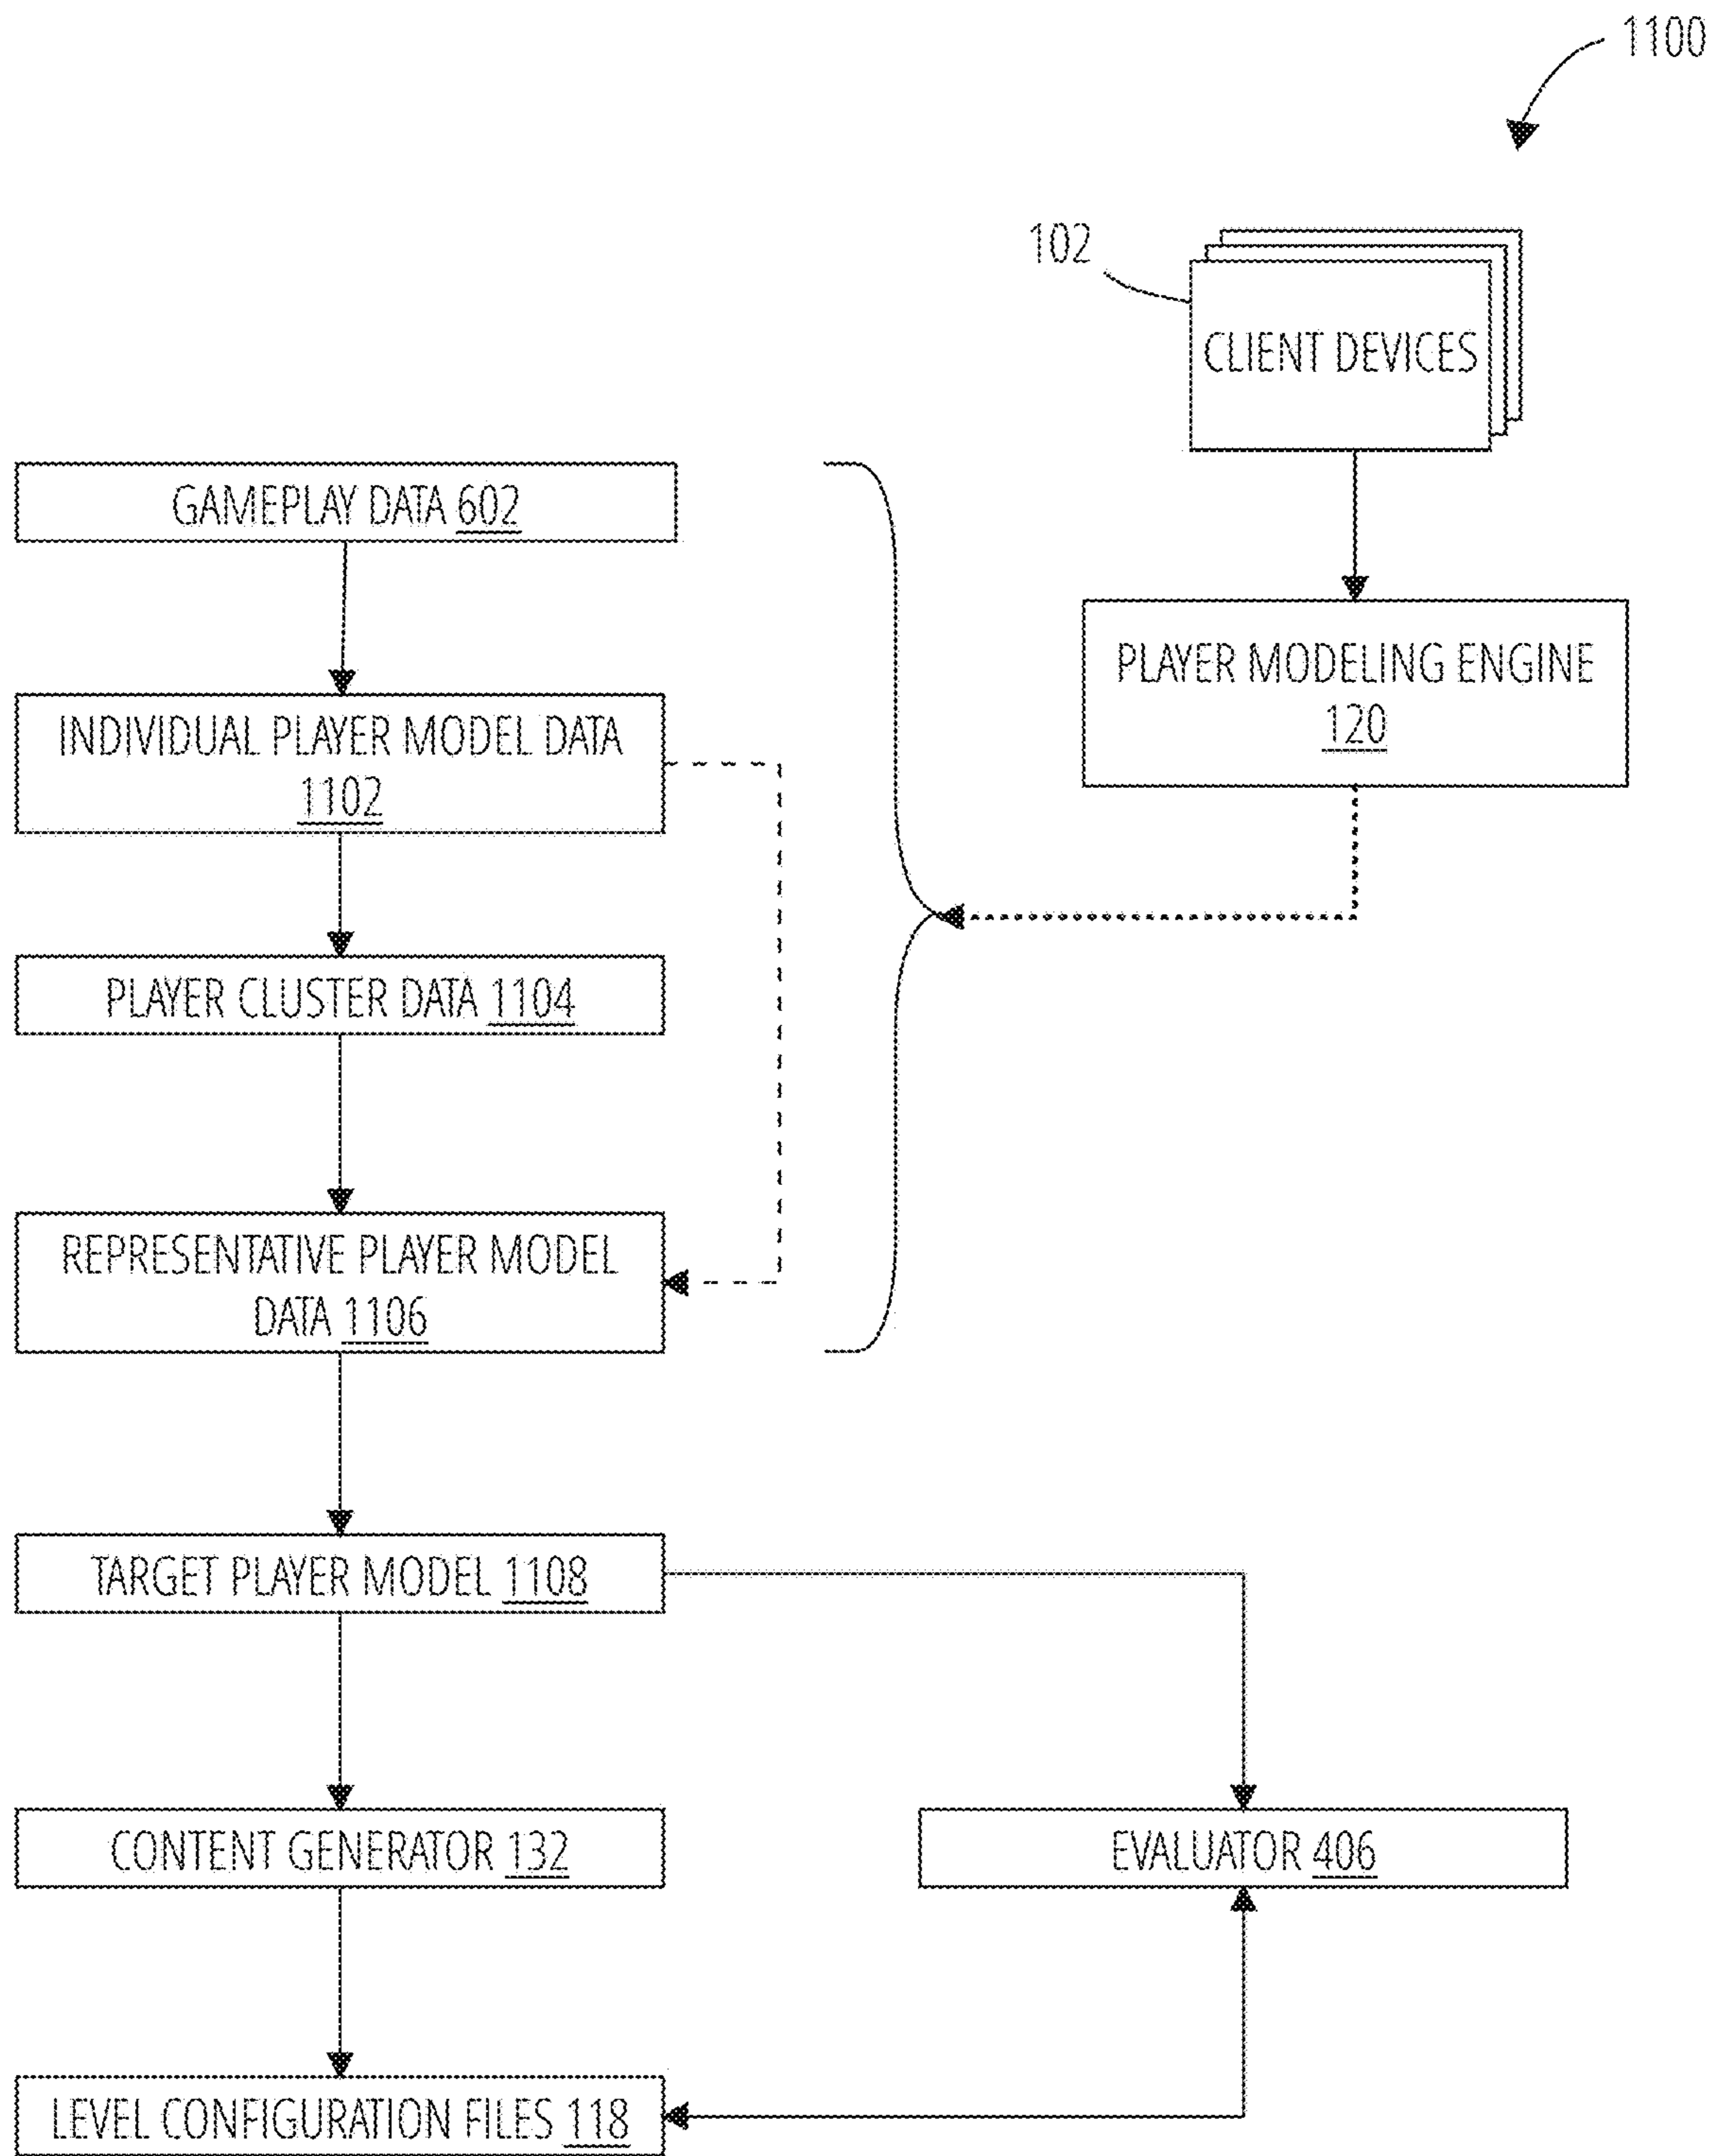 1100
102
CLIENT DEVICES
GAMEPLAY DATA 602
PLAYER MODELING ENGINE
120
INDIVIDUAL PLAYER MODEL DATA
1102
PLAYER CLUSTER DATA 1104
REPRESENTATIVE PLAYER MODEL
DATA 1106
TARGET PLAYER MODEL 1108
CONTENT GENERATOR 132
EVALUATOR 406
LEVEL CONFIGURATION FILES 118